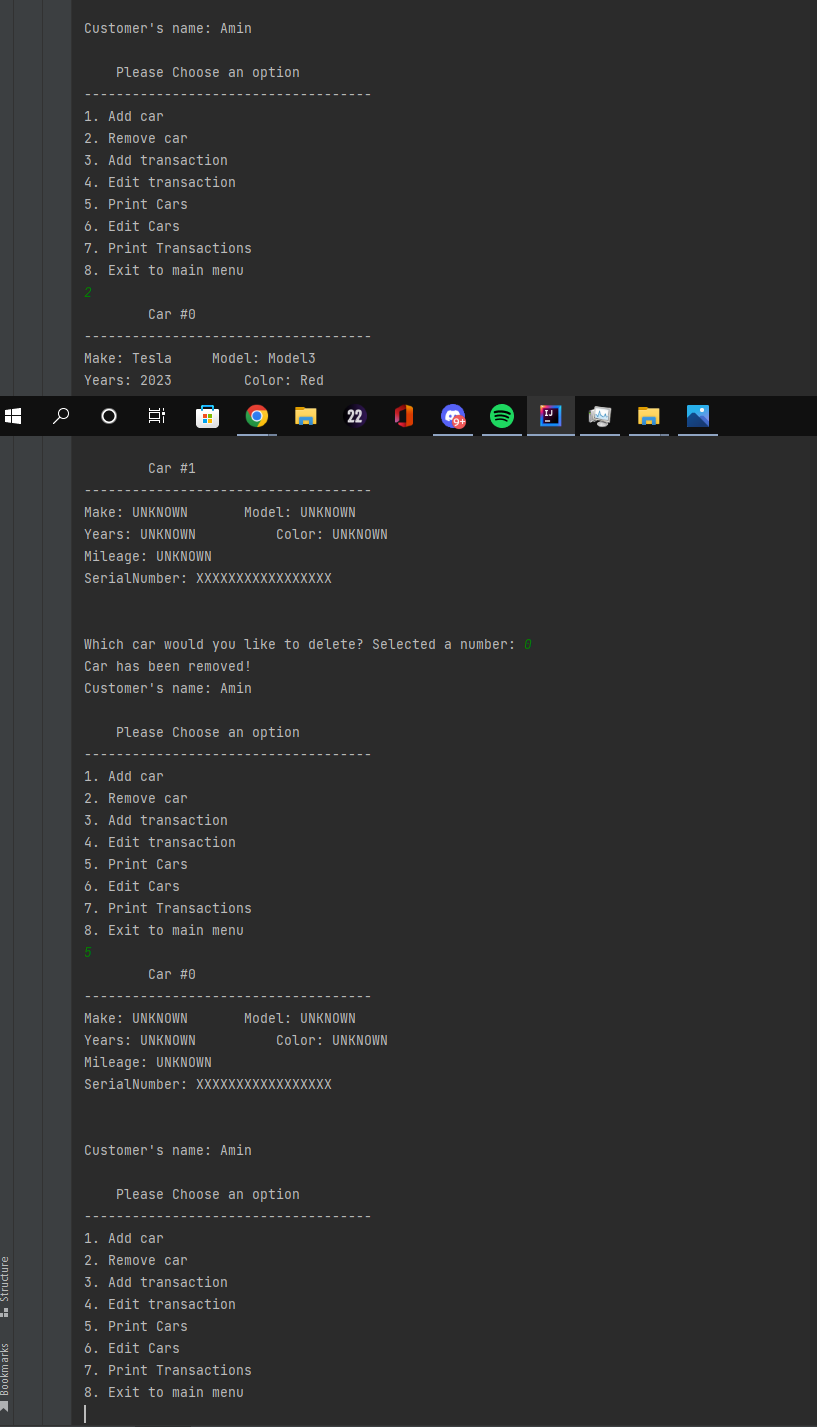 Customer's name: Amin
Please Choose an option
------------------------------------
1. Add car
2. Remove car
3. Add transaction
4. Edit transaction
5. Print Cars
6. Edit Cars
7. Print Transactions
8. Exit to main menu
2
Car #0
------------------------------------
Make: Tesla     Model: Model3
Years: 2023         Color: Red
22
9+
IJ
Car #1
------------------------------------
Make: UNKNOWN       Model: UNKNOWN
Years: UNKNOWN          Color: UNKNOWN
Mileage: UNKNOWN
SerialNumber: XXXXXXXXXXXXXXXXX
Which car would you like to delete? Selected a number: 0
Car has been removed!
Customer's name: Amin
Please Choose an option
------------------------------------
1. Add car
2. Remove car
3. Add transaction
4. Edit transaction
5. Print Cars
6. Edit Cars
7. Print Transactions
8. Exit to main menu
5
Car #0
------------------------------------
Make: UNKNOWN       Model: UNKNOWN
Years: UNKNOWN          Color: UNKNOWN
Mileage: UNKNOWN
SerialNumber: XXXXXXXXXXXXXXXXX
Customer's name: Amin
Please Choose an option
------------------------------------
1. Add car
2. Remove car
3. Add transaction
4. Edit transaction
5. Print Cars
6. Edit Cars
7. Print Transactions
8. Exit to main menu
Structure
Bookmarks